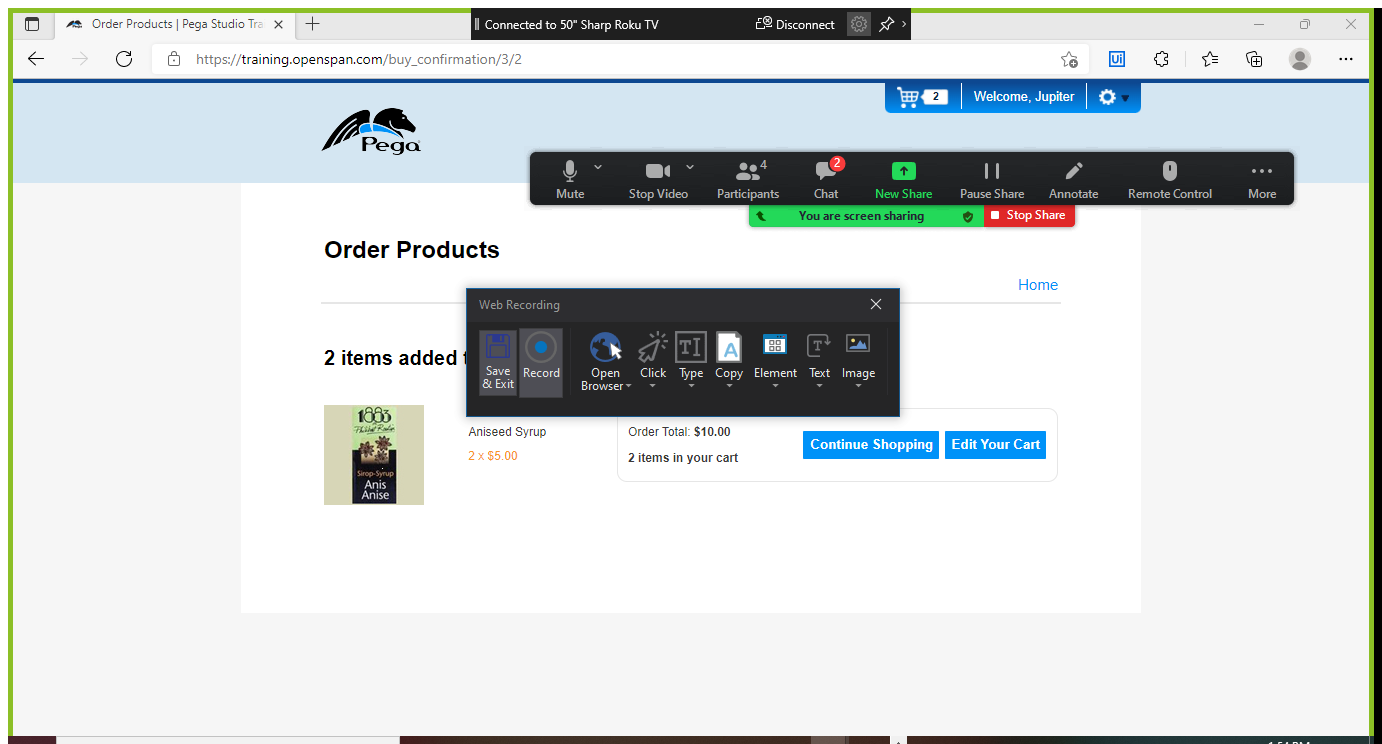 Order Products | Pega Studio Tra
Connected to 50" Sharp Roku TV
Disconnect
https://training.openspan.com/buy_confirmation/3/2
Ui
2
Welcome, Jupiter
Pega
4
2
Mute
Stop Video
Participants
Chat
New Share
Pause Share
Annotate
Remote Control
More
You are screen sharing
Stop Share
Order Products
Home
Web Recording
Save
& Exit
Record
Open
Browser
Click
Type
Copy
Element
Text
Image
2 items added
1883
Philibert Routin
Sirop-Syrup
Anis
Anise
Aniseed Syrup
2 x $5.00
Order Total: $10.00
2 items in your cart
Continue Shopping
Edit Your Cart